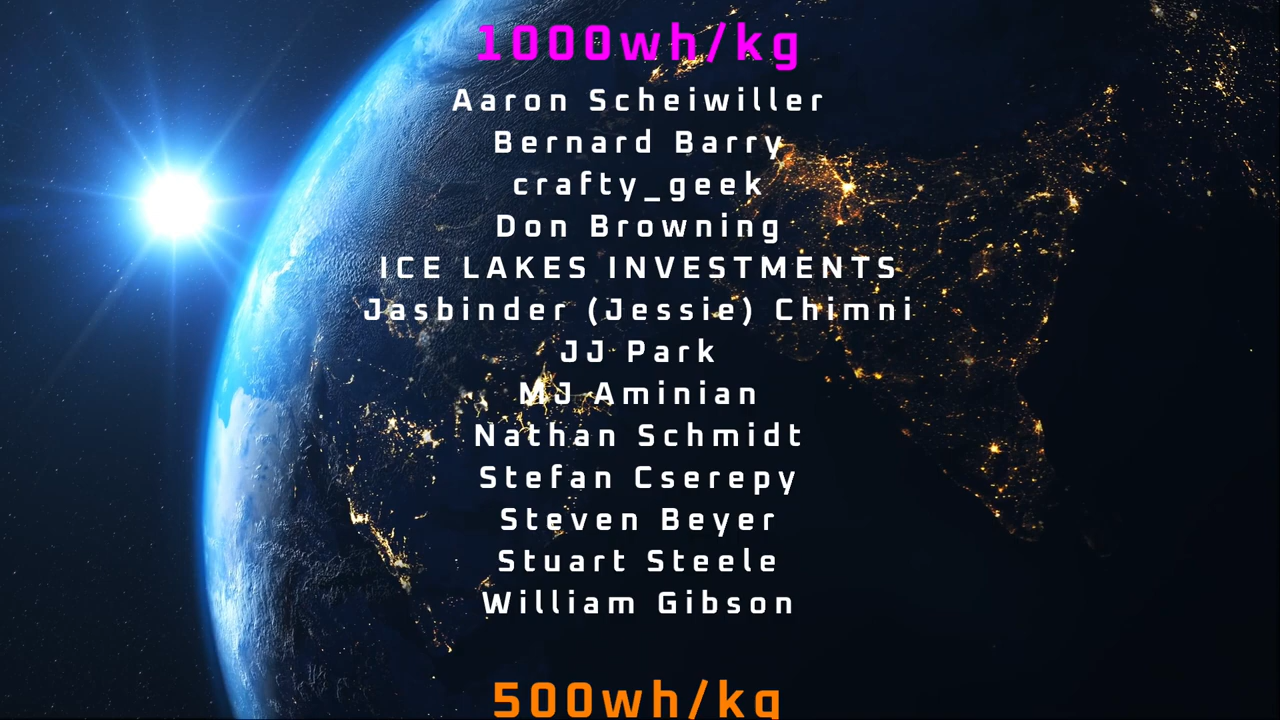 1000wh/kg
Aaron Scheiwiller
Bernard Barry
crafty_geek
Don Browning
ICE LAKES INVESTMENTS
Jasbinder (Jessie) Chimni
JJ Park
MJ Aminian
Nathan Schmidt
Stefan Cserepy
Steven Beyer
Stuart Steele
William Gibson
500wh/kg